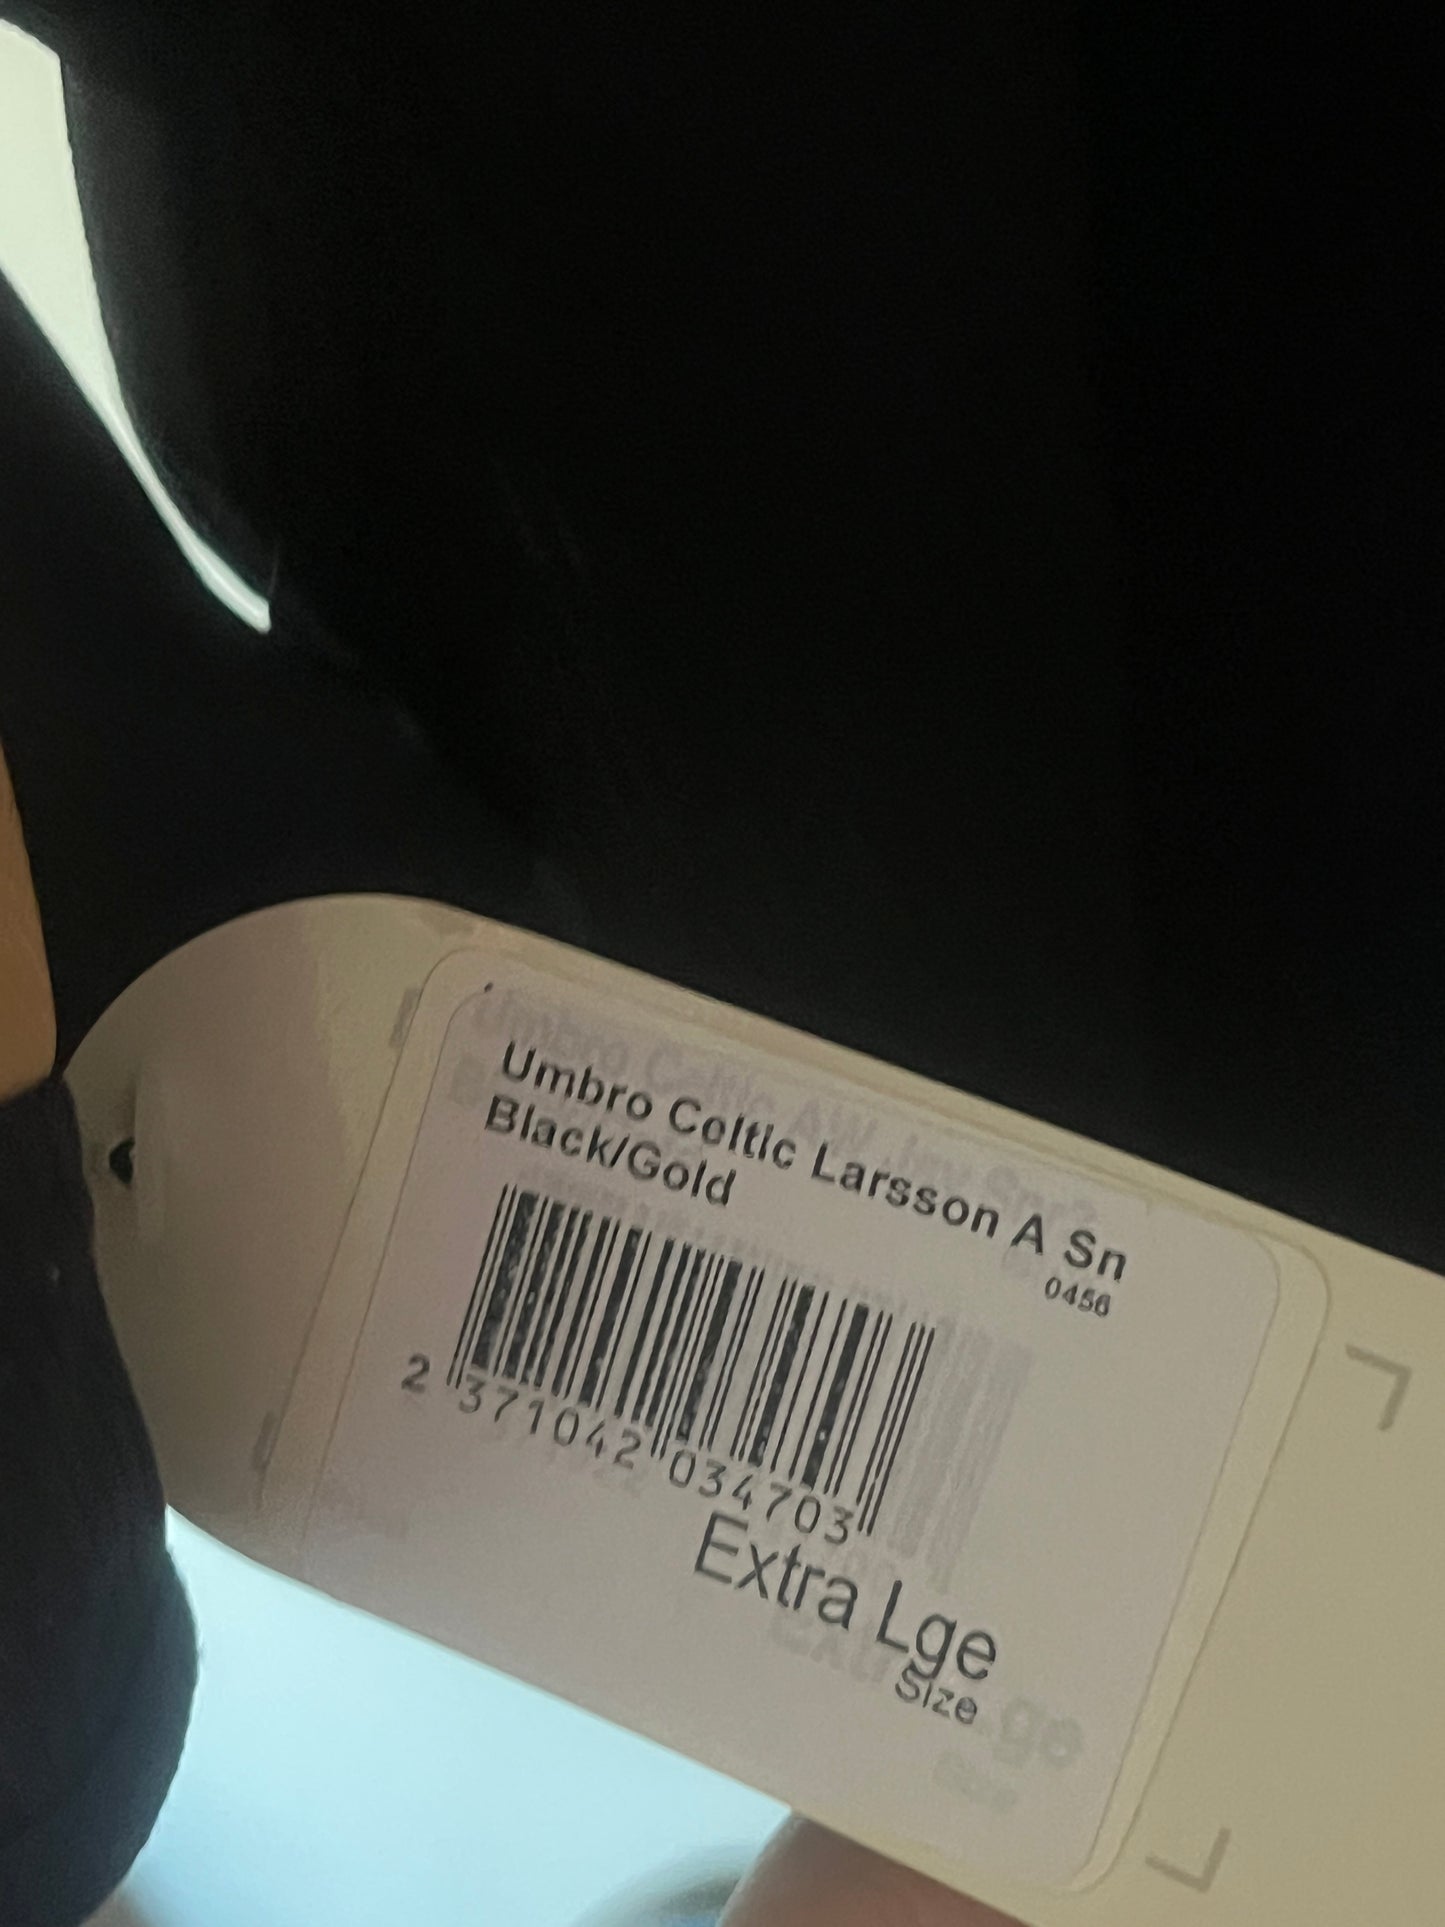 Umbro Celtic Larsson A Sn
Black/Gold
0456
2 371042 034703
Extra Lge
Size